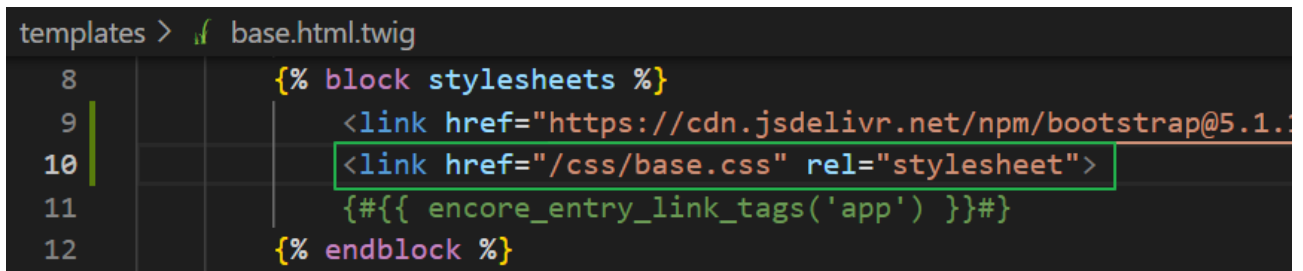 templates > base.html.twig
8 {% block stylesheets %}
9 <link href="https://cdn.jsdelivr.net/npm/bootstrap@5.1.1
10 <link href="/css/base.css" rel="stylesheet">
11 {#{{ encore_entry_link_tags('app') }}#}
12 {% endblock %}